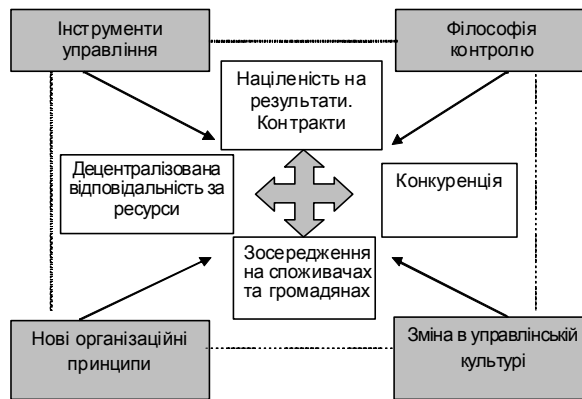 Інструменти
управління
Філософія
контролю
Націленість на
результати.
Контракти
Децентралізована
відповідальність за
ресурси
Конкуренція
Зосередження
на споживачах
та громадянах
Нові організаційні
принципи
Зміна в управлінській
культурі